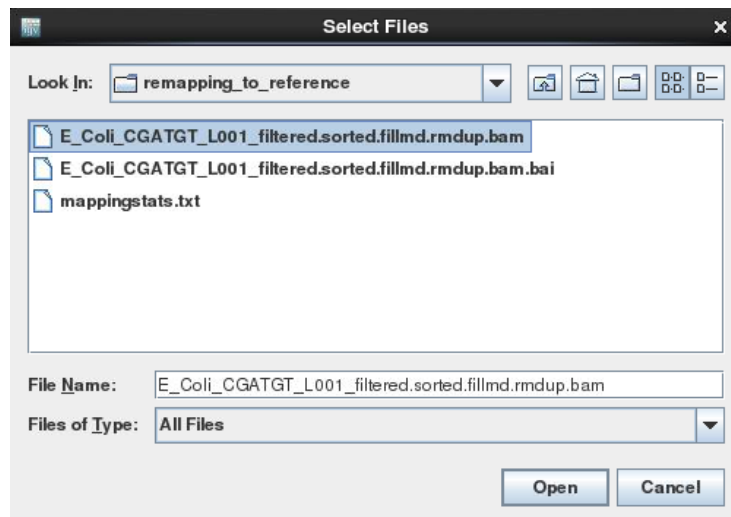 Select Files
Look In: remapping_to_reference
E_Coli_CGATGT_L001_filtered.sorted.fillmd.rmdup.bam
E_Coli_CGATGT_L001_filtered.sorted.fillmd.rmdup.bam.bai
mappingstats.txt
File Name: E_Coli_CGATGT_L001_filtered.sorted.fillmd.rmdup.bam
Files of Type: All Files
Open Cancel